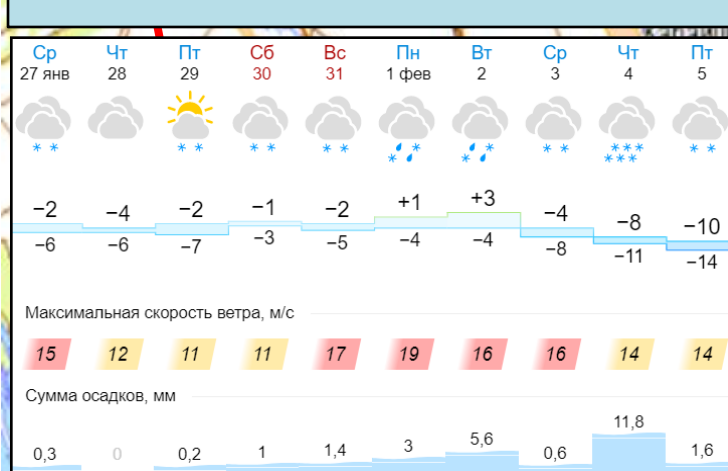 Ср Чт Пт Сб Вс Пн Вт Ср Чт Пт
27 янв 28 29 30 31 1 фев 2 3 4 5
−2 −4 −2 −1 −2 +1 +3 −4 −8 −10
−6 −6 −7 −3 −5 −4 −4 −8 −11 −14
Максимальная скорость ветра, м/с
15 12 11 11 17 19 16 16 14 14
Сумма осадков, мм
0,3 0 0,2 1 1,4 3 5,6 0,6 11,8 1,6